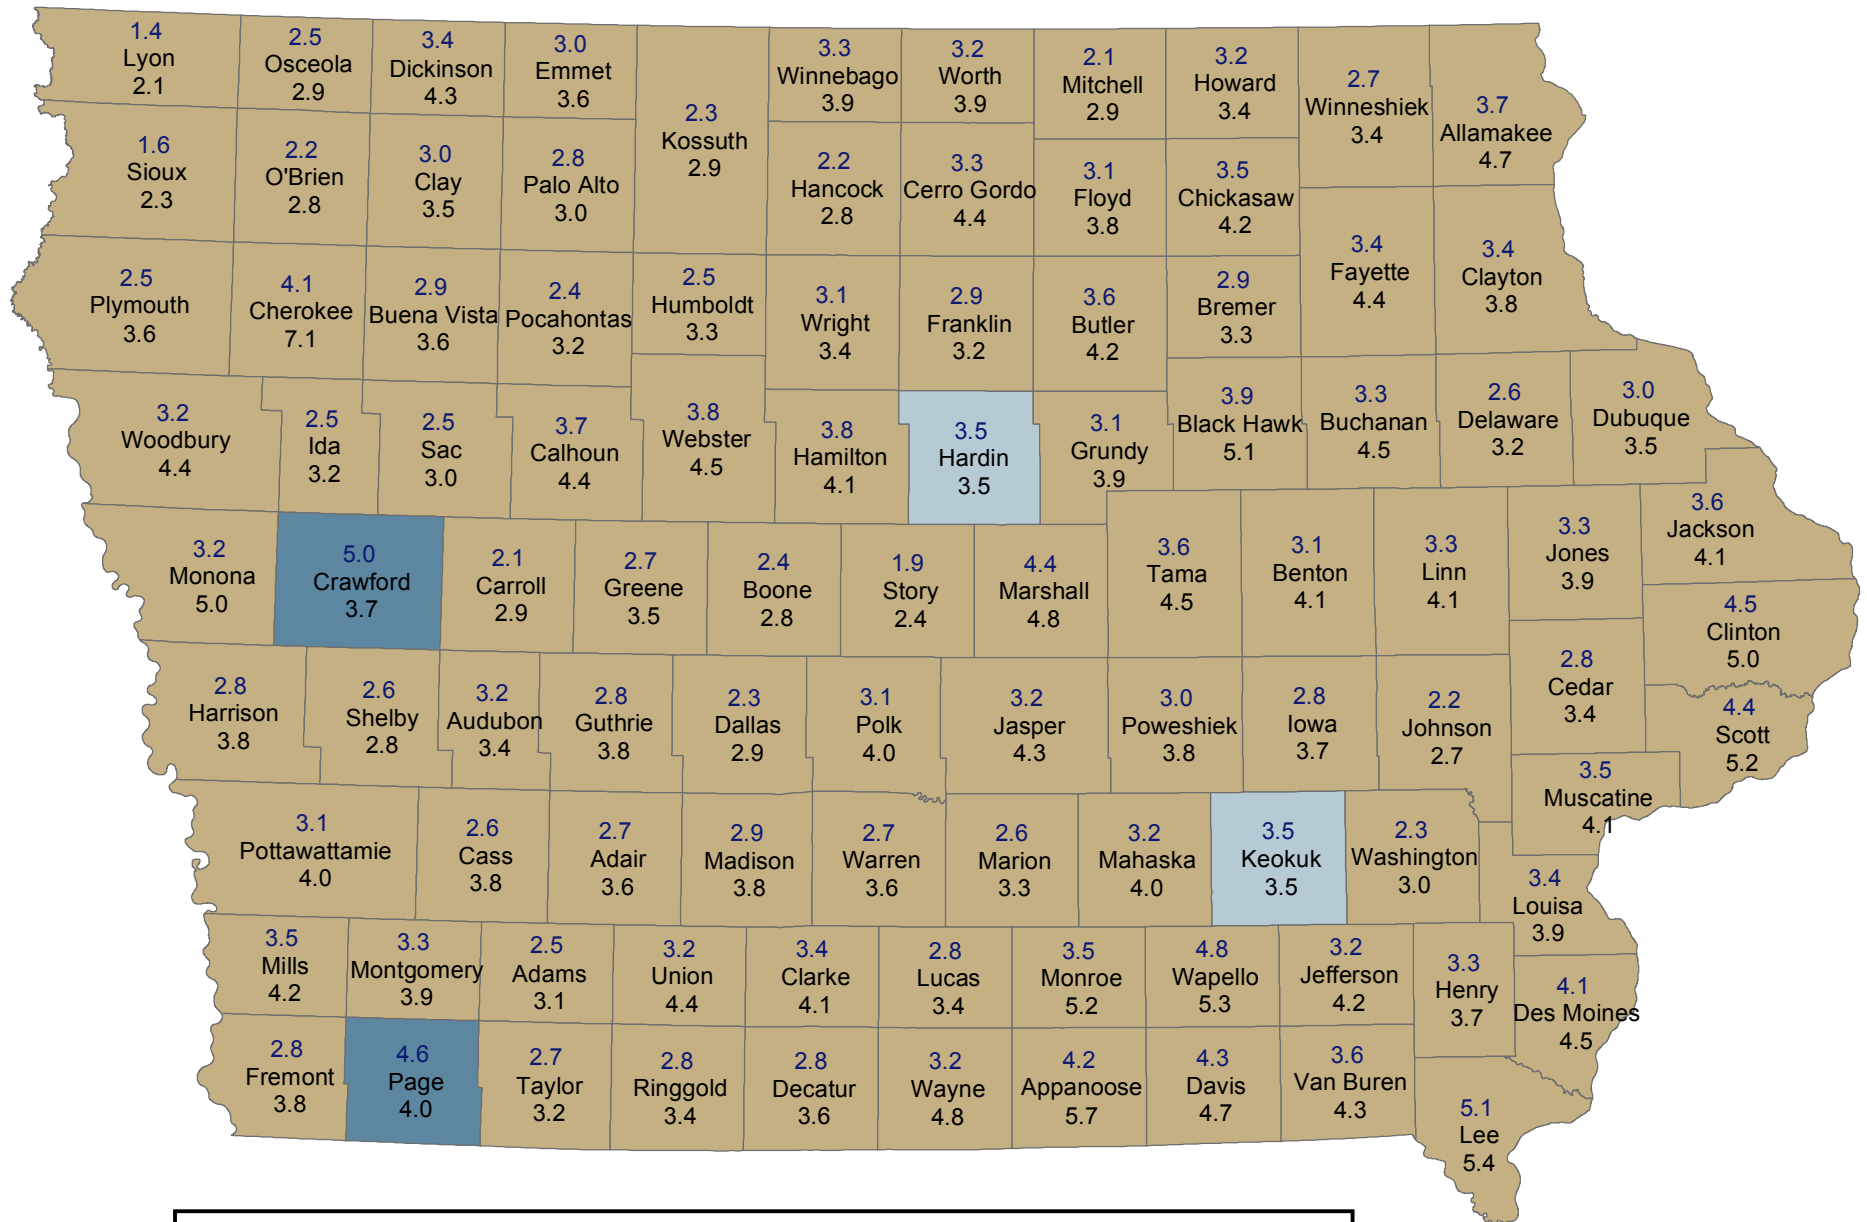 1.4
Lyon
2.1
2.5
Osceola
2.9
3.4
Dickinson
4.3
3.0
Emmet
3.6
2.3
Kossuth
2.9
3.3
Winnebago
3.9
3.2
Worth
3.9
2.1
Mitchell
2.9
3.2
Howard
3.4
2.7
Winneshiek
3.4
3.7
Allamakee
4.7
1.6
Sioux
2.3
2.2
O'Brien
2.8
3.0
Clay
3.5
2.8
Palo Alto
3.0
2.2
Hancock
2.8
3.3
Cerro Gordo
4.4
3.1
Floyd
3.8
3.5
Chickasaw
4.2
3.4
Fayette
4.4
3.4
Clayton
3.8
2.5
Plymouth
3.6
4.1
Cherokee
7.1
2.9
Buena Vista
3.6
2.4
Pocahontas
3.2
2.5
Humboldt
3.3
3.1
Wright
3.4
2.9
Franklin
3.2
3.6
Butler
4.2
2.9
Bremer
3.3
3.2
Woodbury
4.4
2.5
Ida
3.2
2.5
Sac
3.0
3.7
Calhoun
4.4
3.8
Webster
4.5
3.8
Hamilton
4.1
3.5
Hardin
3.5
3.1
Grundy
3.9
3.9
Black Hawk
5.1
3.3
Buchanan
4.5
2.6
Delaware
3.2
3.0
Dubuque
3.5
3.2
Monona
5.0
5.0
Crawford
3.7
2.1
Carroll
2.9
2.7
Greene
3.5
2.4
Boone
2.8
1.9
Story
2.4
4.4
Marshall
4.8
3.6
Tama
4.5
3.1
Benton
4.1
3.3
Linn
4.1
3.3
Jones
3.9
3.6
Jackson
4.1
4.5
Clinton
5.0
2.8
Harrison
3.8
2.6
Shelby
2.8
3.2
Audubon
3.4
2.8
Guthrie
3.8
2.3
Dallas
2.9
3.1
Polk
4.0
3.2
Jasper
4.3
3.0
Poweshiek
3.8
2.8
Iowa
3.7
2.2
Johnson
2.7
2.8
Cedar
3.4
4.4
Scott
5.2
3.5
Muscatine
4.1
3.1
Pottawattamie
4.0
2.6
Cass
3.8
2.7
Adair
3.6
2.9
Madison
3.8
2.7
Warren
3.6
2.6
Marion
3.3
3.2
Mahaska
4.0
3.5
Keokuk
3.5
2.3
Washington
3.0
3.4
Louisa
3.9
3.5
Mills
4.2
3.3
Montgomery
3.9
2.5
Adams
3.1
3.2
Union
4.4
3.4
Clarke
4.1
2.8
Lucas
3.4
3.5
Monroe
5.2
4.8
Wapello
5.3
3.2
Jefferson
4.2
3.3
Henry
3.7
4.1
Des Moines
4.5
2.8
Fremont
3.8
4.6
Page
4.0
2.7
Taylor
3.2
2.8
Ringgold
3.4
2.8
Decatur
3.6
3.2
Wayne
4.8
4.2
Appanoose
5.7
4.3
Davis
4.7
3.6
Van Buren
4.3
5.1
Lee
5.4